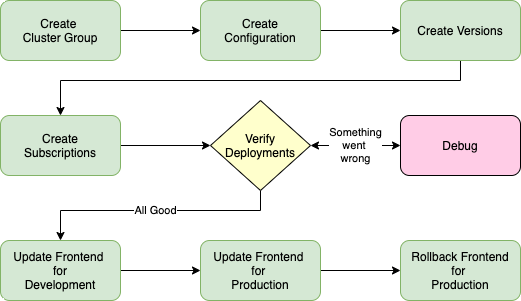 Create
Cluster Group
Create
Configuration
Create Versions
Create
Subscriptions
Verify
Deployments
Something
went
wrong
Debug
All Good
Update Frontend
for
Development
Update Frontend
for
Production
Rollback Frontend
for
Production